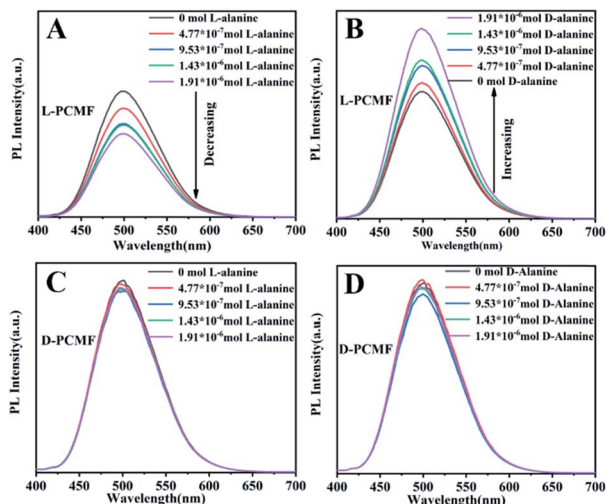 A
0 mol L-alanine
4.77*10⁻⁷mol L-alanine
9.53*10⁻⁷mol L-alanine
1.43*10⁻⁶mol L-alanine
1.91*10⁻⁶mol L-alanine
L-PCMF
Decreasing
PL Intensity(a.u.)
400 450 500 550 600 650 700
Wavelength(nm)
B
1.91*10⁻⁶mol D-alanine
1.43*10⁻⁶mol D-alanine
9.53*10⁻⁷mol D-alanine
4.77*10⁻⁷mol D-alanine
0 mol D-alanine
L-PCMF
Increasing
PL Intensity(a.u.)
400 450 500 550 600 650 700
Wavelength(nm)
C
0 mol L-alanine
4.77*10⁻⁷mol L-alanine
9.53*10⁻⁷mol L-alanine
1.43*10⁻⁶mol L-alanine
1.91*10⁻⁶mol L-alanine
D-PCMF
PL Intensity(a.u.)
400 450 500 550 600 650 700
Wavelength(nm)
D
0 mol D-Alanine
4.77*10⁻⁷mol D-Alanine
9.53*10⁻⁷mol D-Alanine
1.43*10⁻⁶mol D-Alanine
1.91*10⁻⁶mol D-Alanine
D-PCMF
PL Intensity(a.u.)
400 450 500 550 600 650 700
Wavelength(nm)